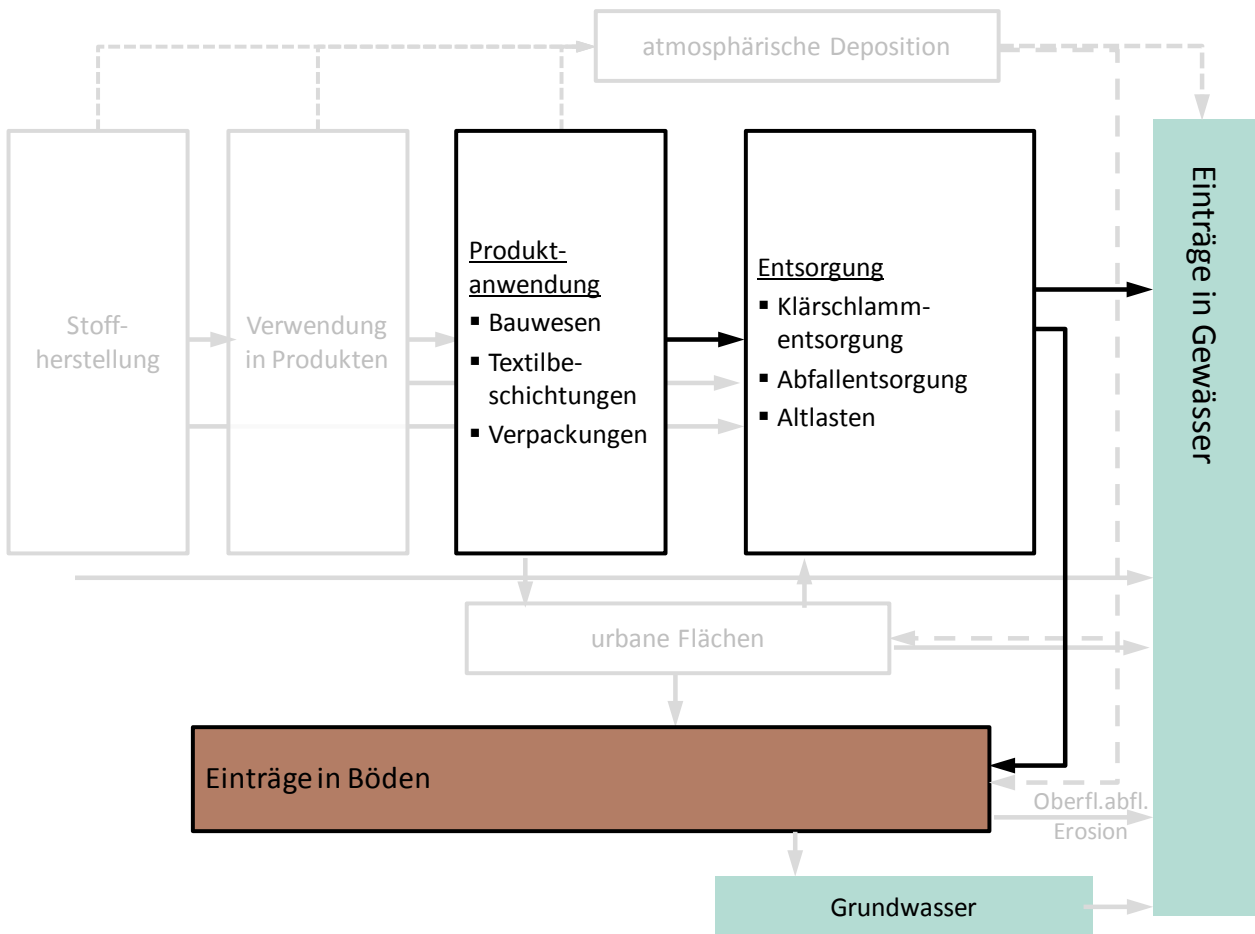 atmosphärische Deposition
Stoff-
herstellung
Verwendung
in Produkten
Produkt-
anwendung
▪ Bauwesen
▪ Textilbe-
schichtungen
▪ Verpackungen
Entsorgung
▪ Klärschlamm-
entsorgung
▪ Abfallentsorgung
▪ Altlasten
Einträge in Gewässer
urbane Flächen
Einträge in Böden
Oberfl.abfl.
Erosion
Grundwasser